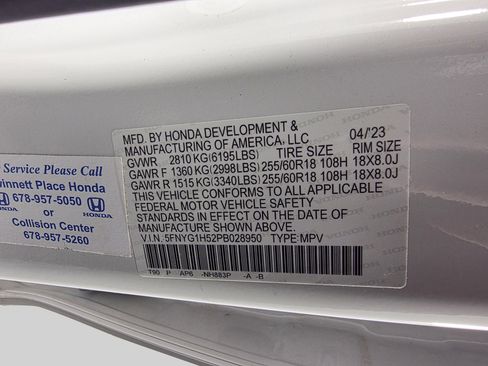 MFD. BY HONDA DEVELOPMENT & 04/'23
MANUFACTURING OF AMERICA, LLC
GVWR 2810 KG(6195LBS) TIRE SIZE RIM SIZE
GAWR F 1360 KG(2998LBS) 255/60R18 108H 18X8.0J
GAWR R 1515 KG(3340LBS) 255/60R18 108H 18X8.0J
THIS VEHICLE CONFORMS TO ALL APPLICABLE
FEDERAL MOTOR VEHICLE SAFETY
STANDARDS IN EFFECT ON THE DATE OF
MANUFACTURE SHOWN ABOVE.
V.I.N. 5FNYG1H52PB028950 TYPE:MPV
T90 P AP6 -NH883P -A -B
Service Please Call
winnett Place Honda
678-957-5050
HONDA
or
Collision Center
678-957-5260